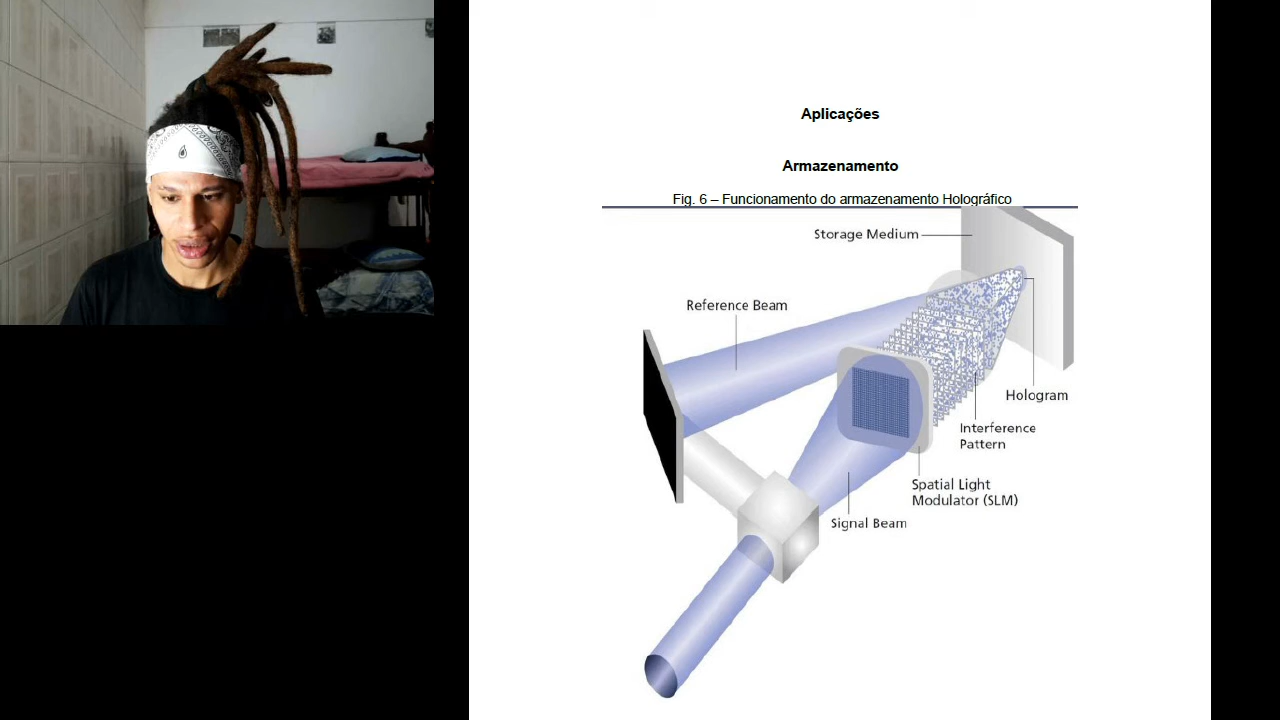 Aplicações
Armazenamento
Fig. 6 – Funcionamento do armazenamento Holográfico
Storage Medium
Reference Beam
Hologram
Interference
Pattern
Spatial Light
Modulator (SLM)
Signal Beam